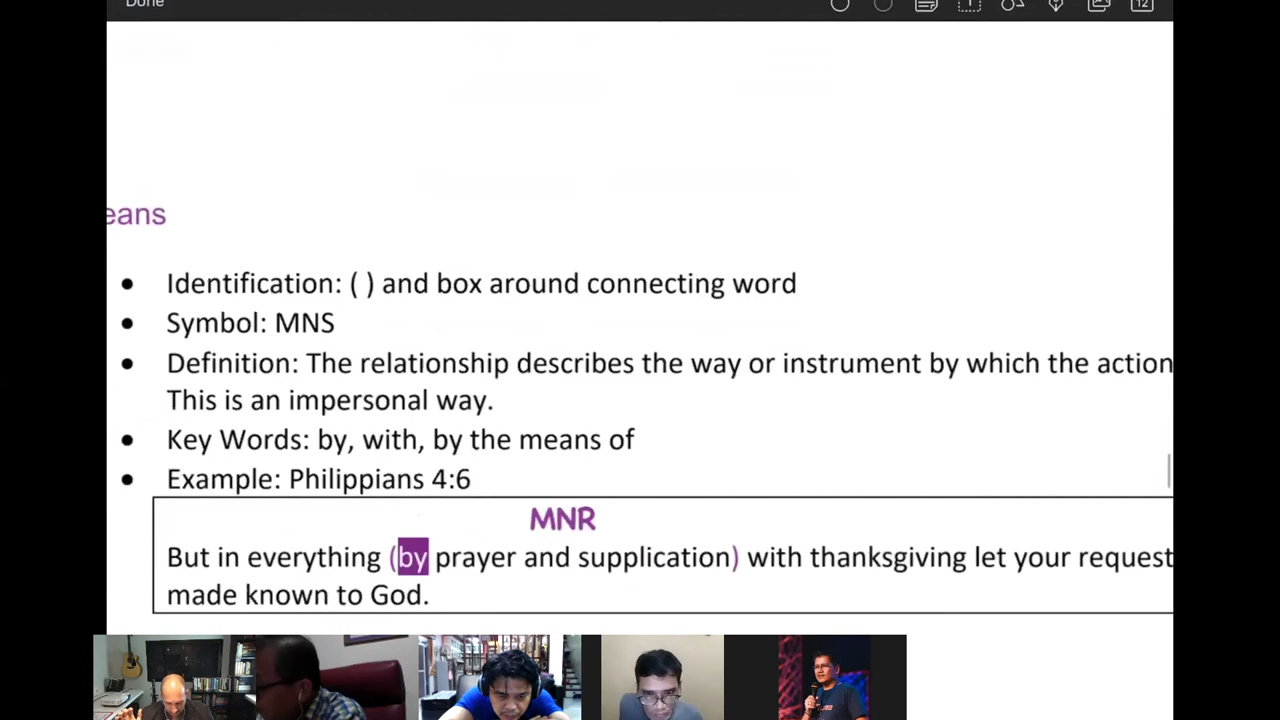 Done
12
eans
• Identification: ( ) and box around connecting word
• Symbol: MNS
• Definition: The relationship describes the way or instrument by which the action
This is an impersonal way.
• Key Words: by, with, by the means of
• Example: Philippians 4:6
MNR
But in everything (by prayer and supplication) with thanksgiving let your request
made known to God.